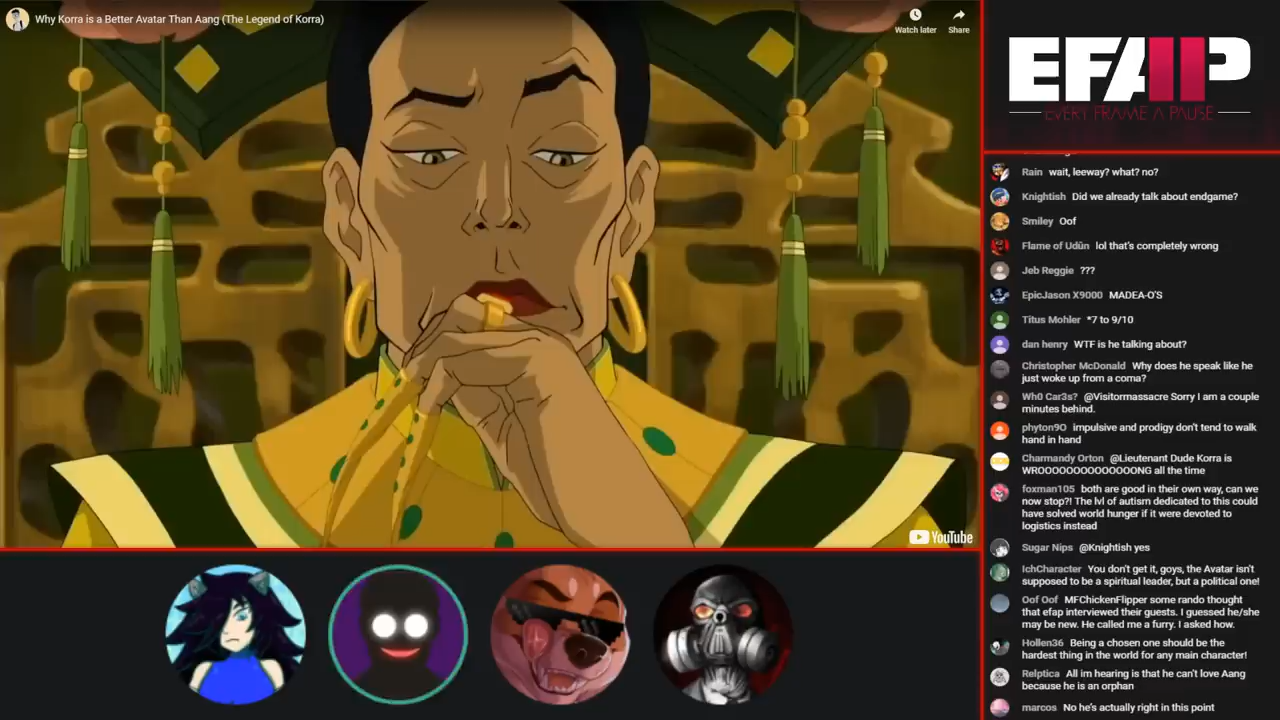 Why Korra is a Better Avatar Than Aang (The Legend of Korra)
Watch later
Share
YouTube
EFAP
EVERY FRAME A PAUSE
Rain wait, leeway? what? no?
Knightish Did we already talk about endgame?
Smiley Oof
Flame of Udûn lol that's completely wrong
Jeb Reggie ???
EpicJason X9000 MADEA-O'S
Titus Mohler *7 to 9/10
dan henry WTF is he talking about?
Christopher McDonald Why does he speak like he
just woke up from a coma?
Wh0 Car3s? @Visitormassacre Sorry I am a couple
minutes behind.
phyton90 impulsive and prodigy don't tend to walk
hand in hand
Charmandy Orton @Lieutenant Dude Korra is
WROOOOOOOOOOOOOONG all the time
foxman105 both are good in their own way, can we
now stop?! The lvl of autism dedicated to this could
have solved world hunger if it were devoted to
logistics instead
Sugar Nips @Knightish yes
IchCharacter You don't get it, goys, the Avatar isn't
supposed to be a spiritual leader, but a political one!
Oof Oof MFChickenFlipper some rando thought
that efap interviewed their guests. I guessed he/she
may be new. He called me a furry. I asked how.
Hollen36 Being a chosen one should be the
hardest thing in the world for any main character!
Relptica All im hearing is that he can't love Aang
because he is an orphan
marcos No he's actually right in this point